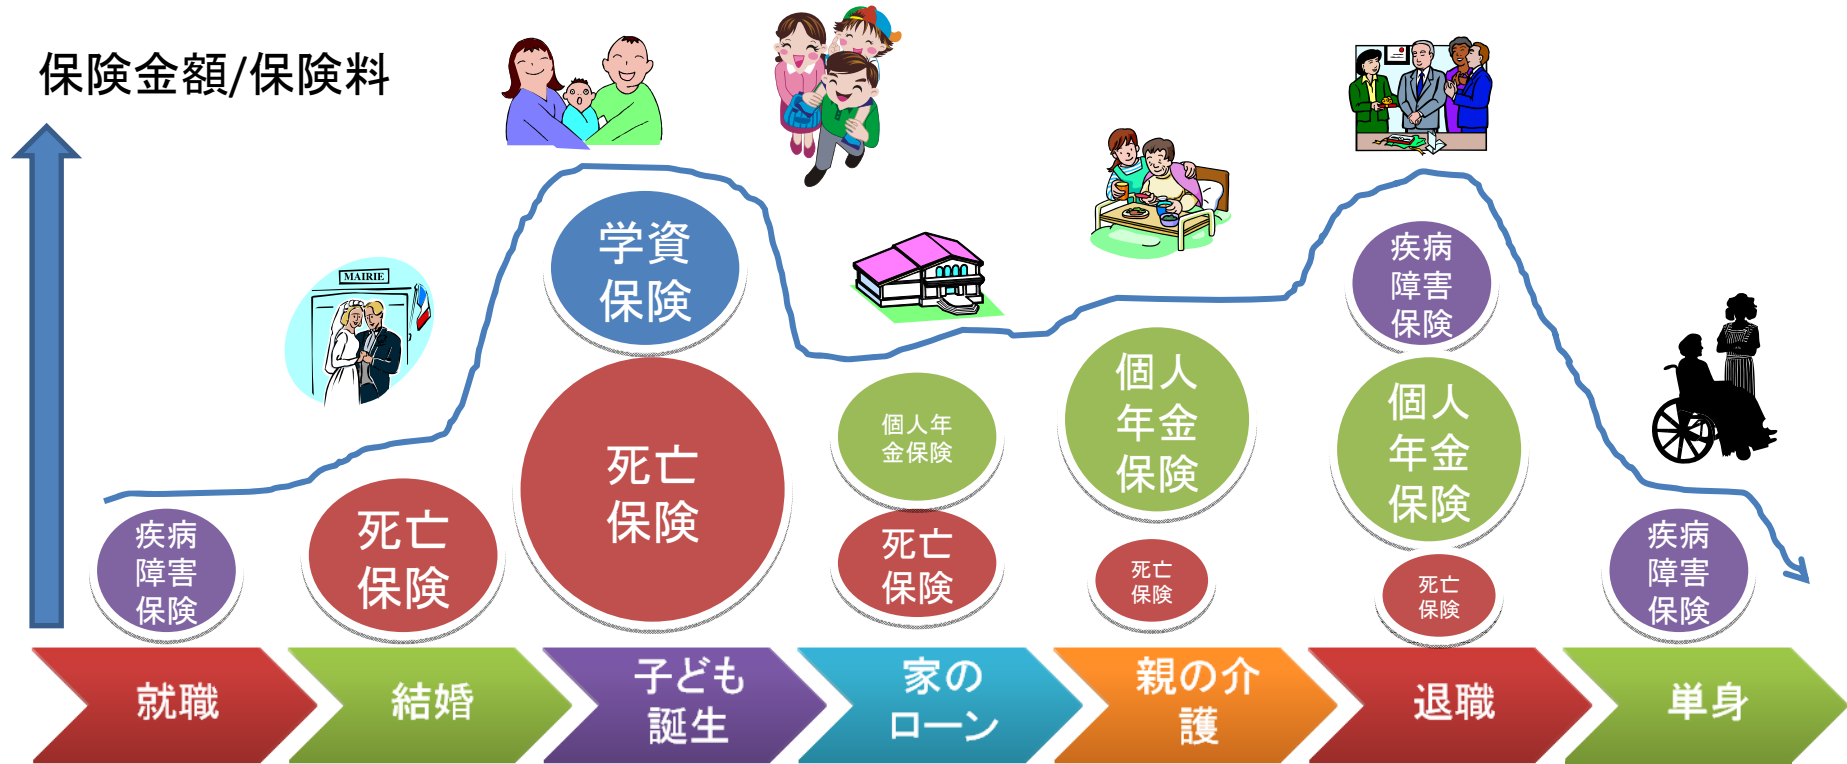 保険金額/保険料
MAIRIE
疾病
障害
保険
死亡
保険
学資
保険
死亡
保険
個人年
金保険
死亡
保険
個人
年金
保険
死亡
保険
疾病
障害
保険
個人
年金
保険
死亡
保険
疾病
障害
保険
就職
結婚
子ども
誕生
家の
ローン
親の介
護
退職
単身